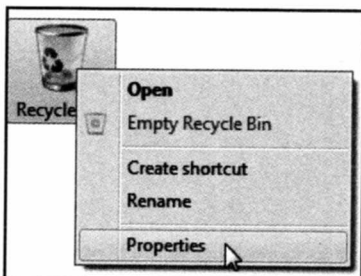 Recycle
Open
Empty Recycle Bin
Create shortcut
Rename
Properties